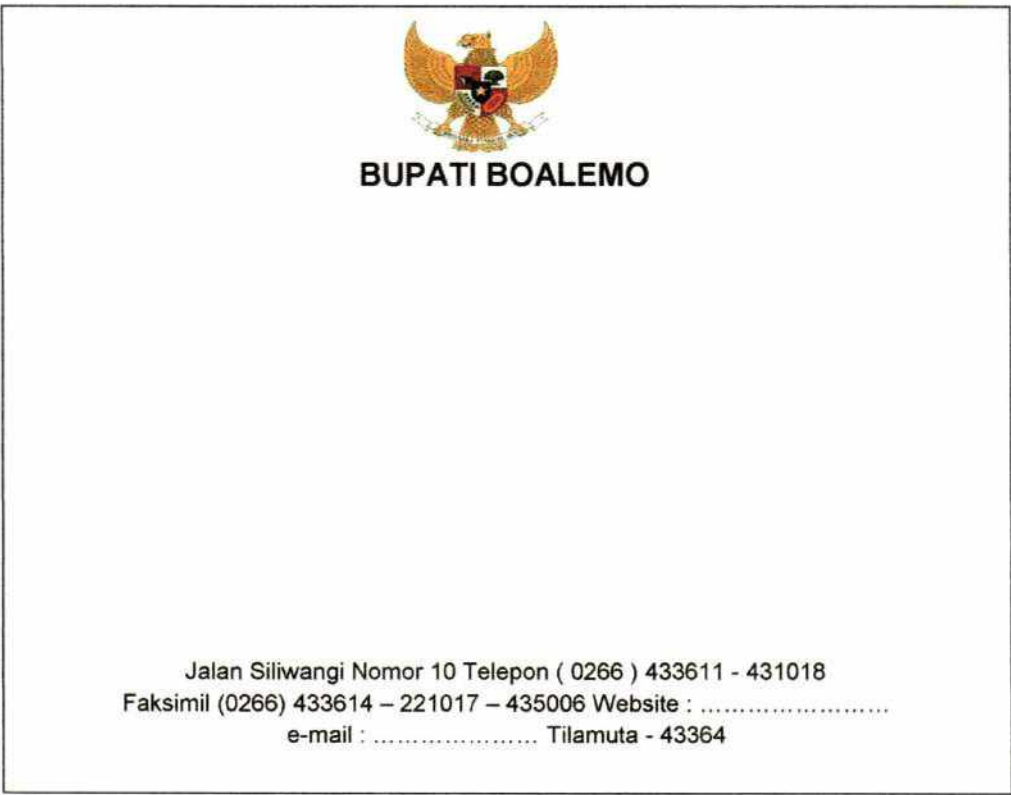 BUPATI BOALEMO
Jalan Siliwangi Nomor 10 Telepon ( 0266 ) 433611 - 431018
Faksimil (0266) 433614 – 221017 – 435006 Website : ........................
e-mail : ..................... Tilamuta - 43364